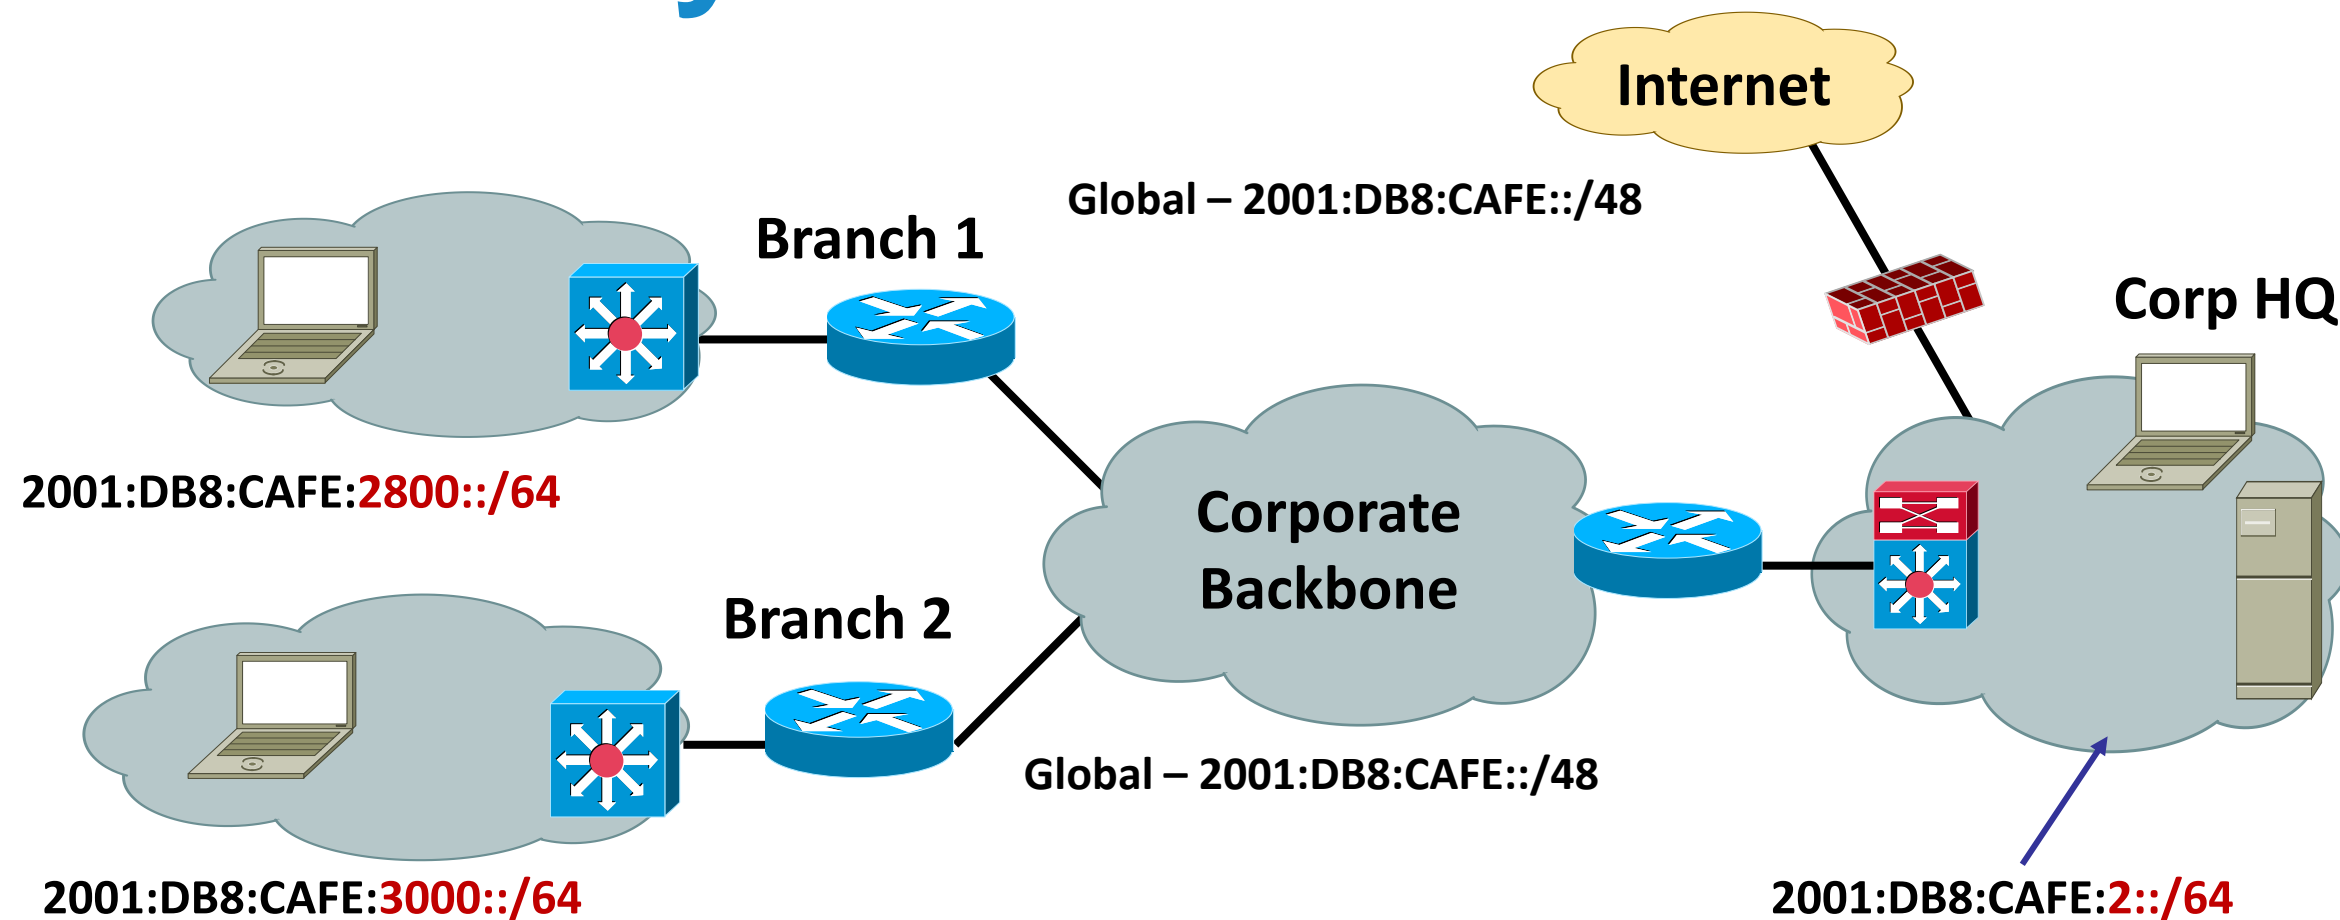 Internet
Global – 2001:DB8:CAFE::/48
Branch 1
Corp HQ
2001:DB8:CAFE:2800::/64
Corporate
Backbone
Branch 2
Global – 2001:DB8:CAFE::/48
2001:DB8:CAFE:3000::/64
2001:DB8:CAFE:2::/64